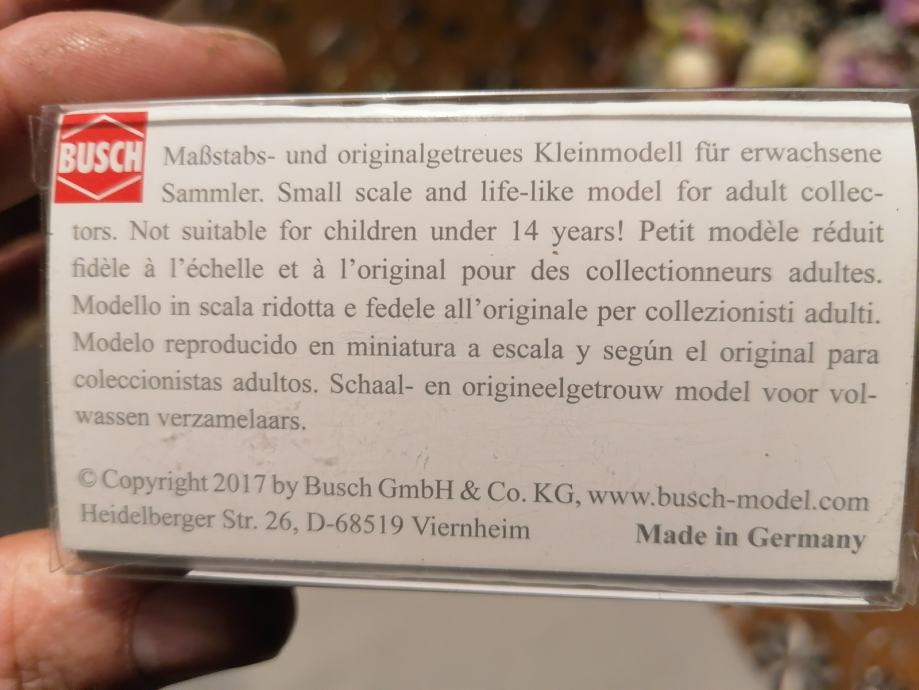 BUSCH
Maßstabs- und originalgetreues Kleinmodell für erwachsene
Sammler. Small scale and life-like model for adult collec-
tors. Not suitable for children under 14 years! Petit modèle réduit
fidèle à l'échelle et à l'original pour des collectionneurs adultes.
Modello in scala ridotta e fedele all'originale per collezionisti adulti.
Modelo reproducido en miniatura a escala y según el original para
coleccionistas adultos. Schaal- en origineelgetrouw model voor vol-
wassen verzamelaars.
© Copyright 2017 by Busch GmbH & Co. KG, www.busch-model.com
Heidelberger Str. 26, D-68519 Viernheim Made in Germany